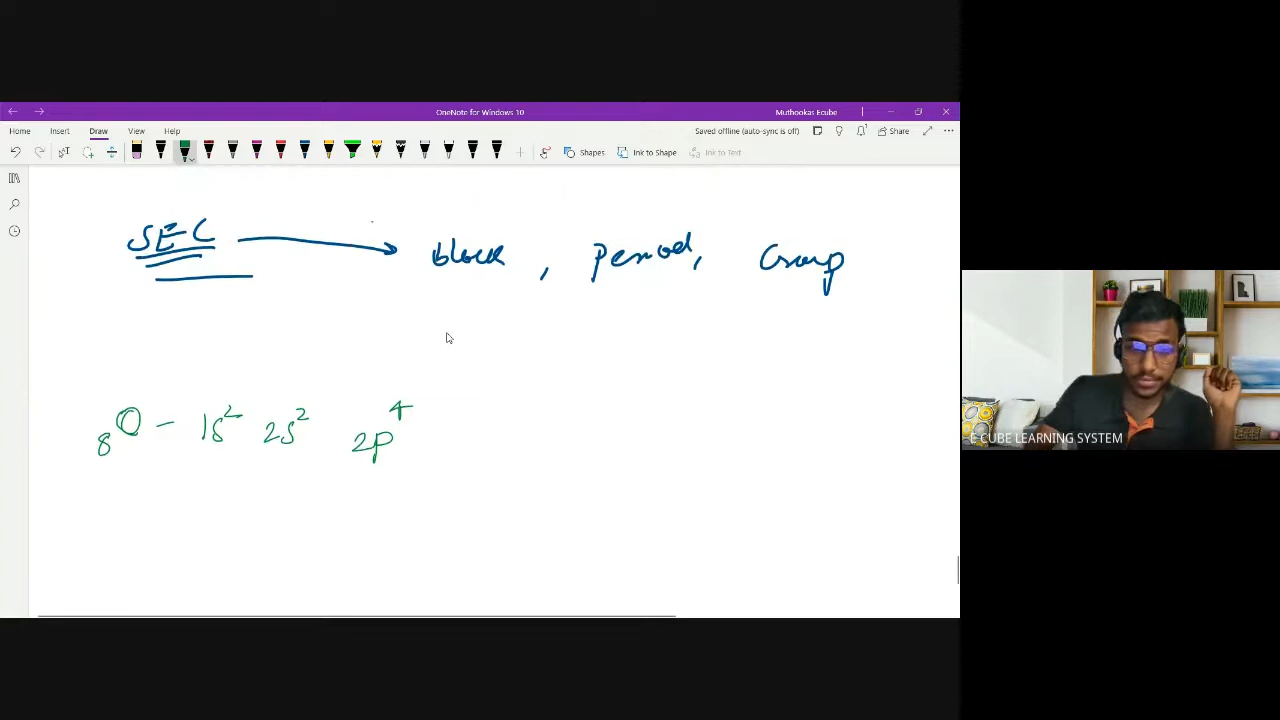 OneNote for Windows 10
Muthookas Ecube
Home Insert Draw View Help
Saved offline (auto-sync is off)
Share
Shapes
Ink to Shape
Ink to Text
SEC → block, period, Group
₈O – 1s² 2s² 2p⁴
E CUBE LEARNING SYSTEM